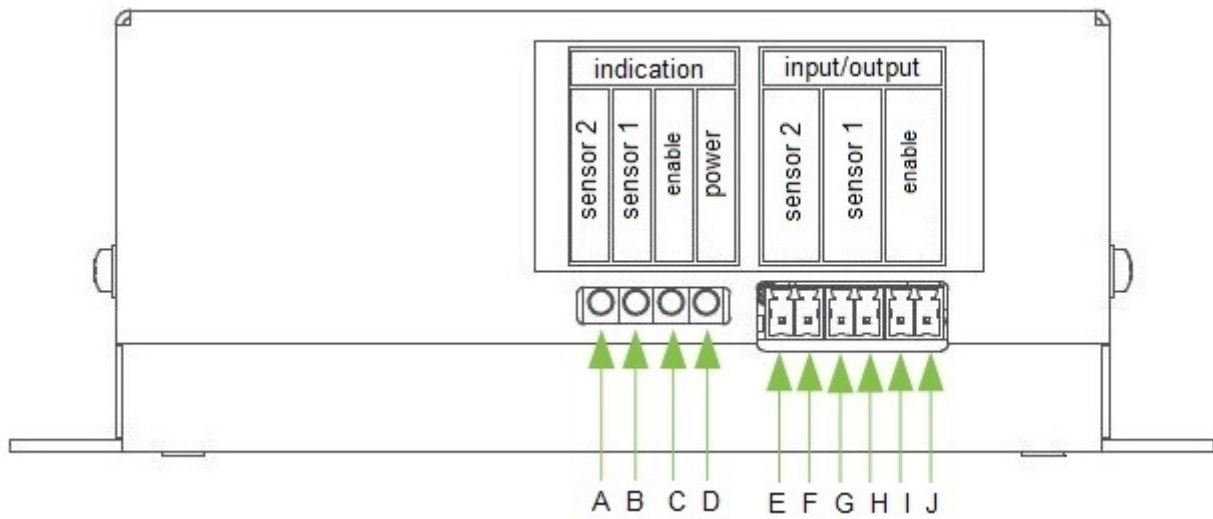 indication input/output
sensor 2 sensor 1 enable power sensor 2 sensor 1 enable
A B C D E F G H I J